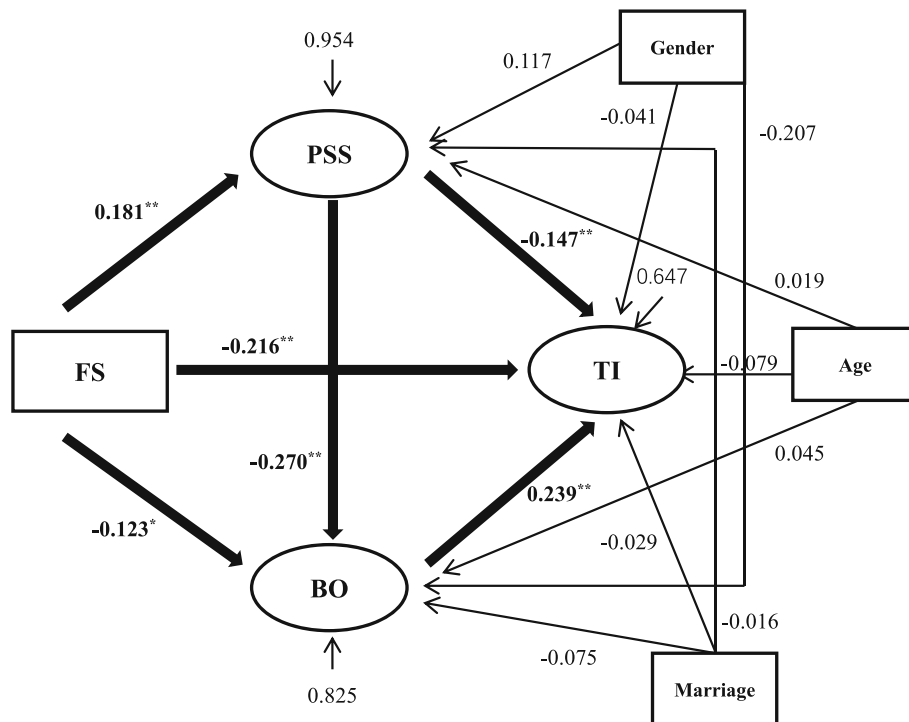 0.954
Gender
0.117
-0.041
-0.207
PSS
0.181**
-0.147**
0.647
0.019
FS
-0.216**
TI
-0.079
Age
-0.270**
0.239**
0.045
-0.123*
-0.029
BO
-0.016
-0.075
0.825
Marriage